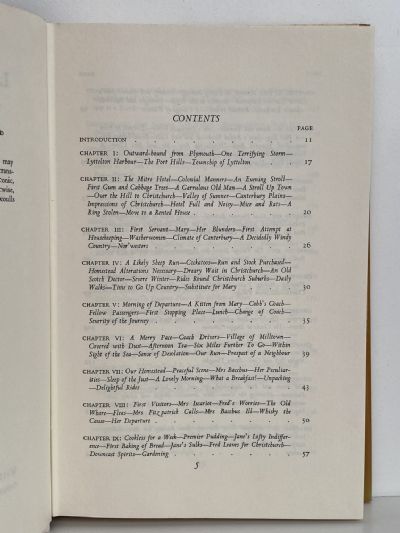 CONTENTS
PAGE
INTRODUCTION . . . . . . . 11
CHAPTER I: Outward-bound from Plymouth—One Terrifying Storm—
Lyttelton Harbour—The Port Hills—Township of Lyttelton . 17
CHAPTER II: The Mitre Hotel—Colonial Manners—An Evening Stroll—
First Gum and Cabbage Trees—A Garrulous Old Man—A Stroll Up Town
—Over the Hill to Christchurch—Valley of Summer—Canterbury Plains—
Impressions of Christchurch—Hotel Full and Noisy—Mice and Rats—A
Ring Stolen—Move to a Rented House . . . . 20
CHAPTER III: First Servant—Mary—Her Blunders—First Attempt at
Housekeeping—Washerwomen—Climate of Canterbury—A Decidedly Windy
Country—Nor'westers . . . . . . 26
CHAPTER IV: A Likely Sheep Run—Cockatoos—Run and Stock Purchased—
Homestead Alterations Necessary—Dreary Wait in Christchurch—An Old
Scotch Doctor—Severe Winter—Rides Round Christchurch Suburbs—Daily
Walks—Time to Go Up Country—Substitute for Mary . 30
CHAPTER V: Morning of Departure—A Kitten from Mary—Cobb's Coach—
Fellow Passengers—First Stopping Place—Lunch—Change of Coach—
Security of the Journey . . . . . . 35
CHAPTER VI: A Merry Pace—Coach Drivers—Village of Milltown—
Covered with Dust—Afternoon Tea—Six Miles Further To Go—Within
Sight of the Sea—Sense of Desolation—Our Run—Prospect of a Neighbour 39
CHAPTER VII: Our Homestead—Peaceful Scene—Mrs Bacchus—Her Peculiar-
ities—Sleep of the Just—A Lovely Morning—What a Breakfast!—Unpacking
—Delightful Rides . . . . . . 43
CHAPTER VIII: First Visitors—Mrs Inariot—Fred's Worries—The Old
Whare—Fleas—Mrs Fitzpatrick Calls—Mrs Bacchus Ill—Whisky the
Cause—Her Departure . . . . . . 50
CHAPTER IX: Cookless for a Week—Premier Pudding—Jane's Lofty Indiffer-
ence—First Baking of Bread—Jane's Sulks—Fred Leaves for Christchurch—
Downcast Spirits—Gardening . . . . . 57
5